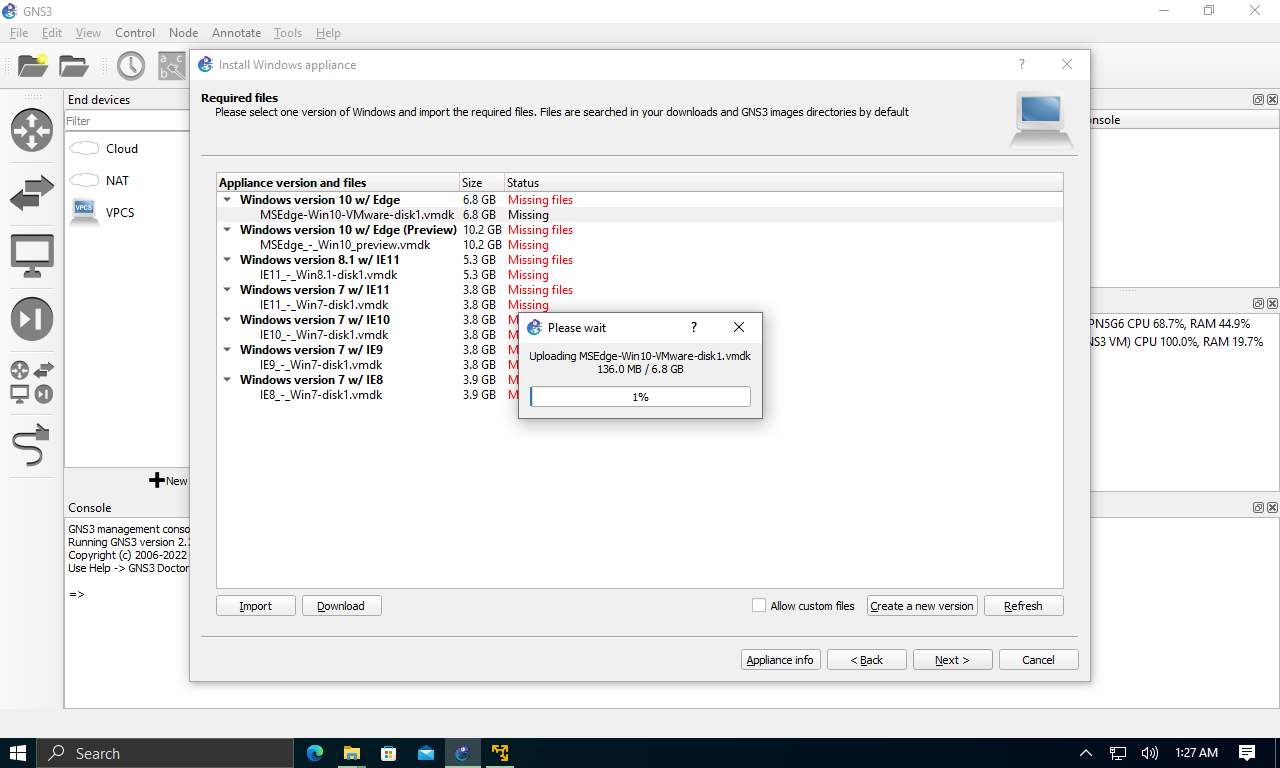 GNS3
File Edit View Control Node Annotate Tools Help
Install Windows appliance
?
Required files
Please select one version of Windows and import the required files. Files are searched in your downloads and GNS3 images directories by default
End devices
Filter
Cloud
NAT
VPCS
VPCS
New
Appliance version and files Size Status
Windows version 10 w/ Edge 6.8 GB Missing files
MSEdge-Win10-VMware-disk1.vmdk 6.8 GB Missing
Windows version 10 w/ Edge (Preview) 10.2 GB Missing files
MSEdge_-_Win10_preview.vmdk 10.2 GB Missing
Windows version 8.1 w/ IE11 5.3 GB Missing files
IE11_-_Win8.1-disk1.vmdk 5.3 GB Missing
Windows version 7 w/ IE11 3.8 GB Missing files
IE11_-_Win7-disk1.vmdk 3.8 GB Missing
Windows version 7 w/ IE10 3.8 GB M
IE10_-_Win7-disk1.vmdk 3.8 GB M
Windows version 7 w/ IE9 3.8 GB M
IE9_-_Win7-disk1.vmdk 3.8 GB M
Windows version 7 w/ IE8 3.9 GB M
IE8_-_Win7-disk1.vmdk 3.9 GB M
Please wait ?
Uploading MSEdge-Win10-VMware-disk1.vmdk
136.0 MB / 6.8 GB
1%
nsole
PN5G6 CPU 68.7%, RAM 44.9%
NS3 VM) CPU 100.0%, RAM 19.7%
Import Download Allow custom files Create a new version Refresh
Appliance info < Back Next > Cancel
Console
GNS3 management conso
Running GNS3 version 2.
Copyright (c) 2006-2022
Use Help -> GNS3 Doctor
=>
Search
1:27 AM